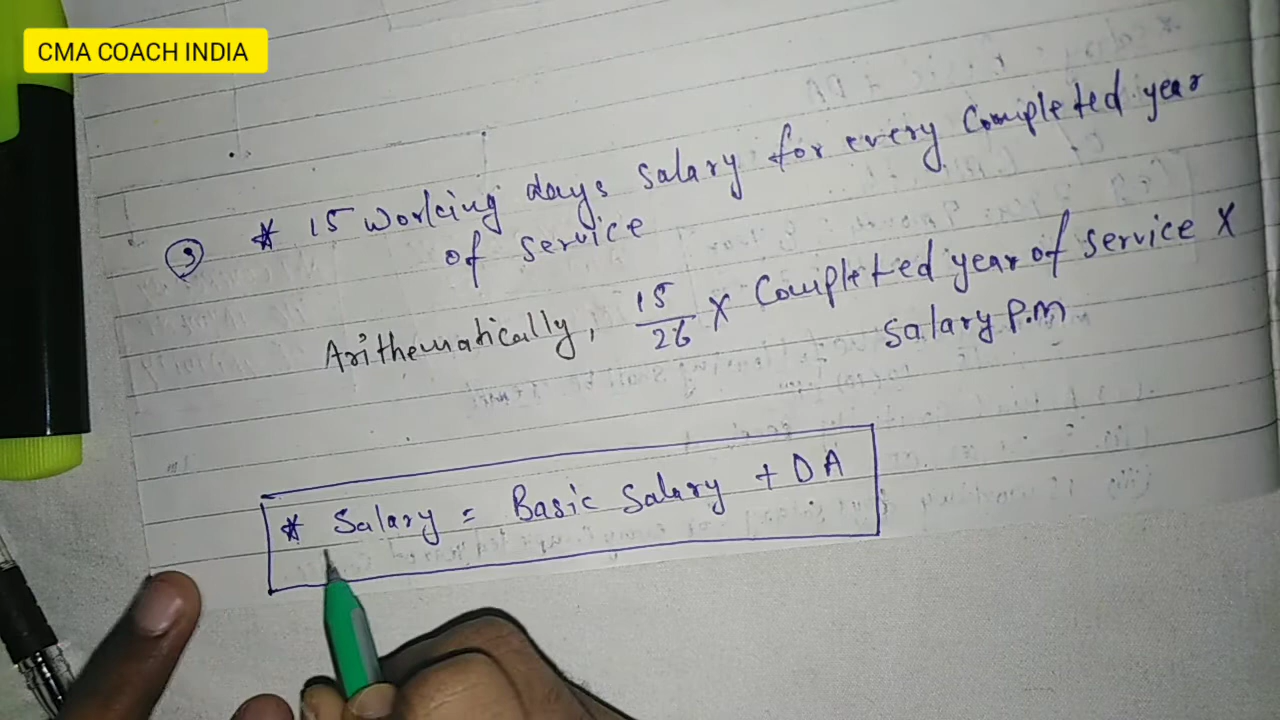 CMA COACH INDIA
③ * 15 Working days salary for every Completed year
of service
Arithematically, 15/26 X Completed year of service X
Salary P.M
* Salary = Basic Salary + DA